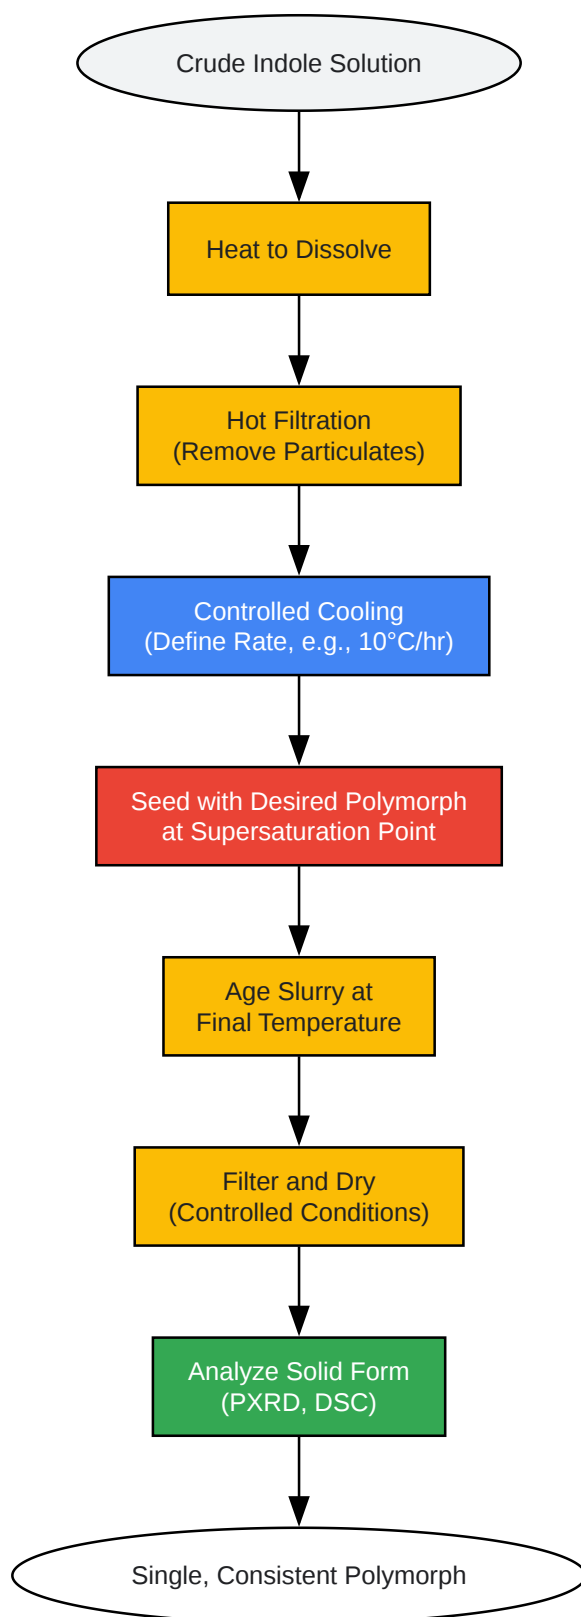 Crude Indole Solution
Heat to Dissolve
Hot Filtration
(Remove Particulates)
Controlled Cooling
(Define Rate, e.g., 10°C/hr)
Seed with Desired Polymorph
at Supersaturation Point
Age Slurry at
Final Temperature
Filter and Dry
(Controlled Conditions)
Analyze Solid Form
(PXRD, DSC)
Single, Consistent Polymorph